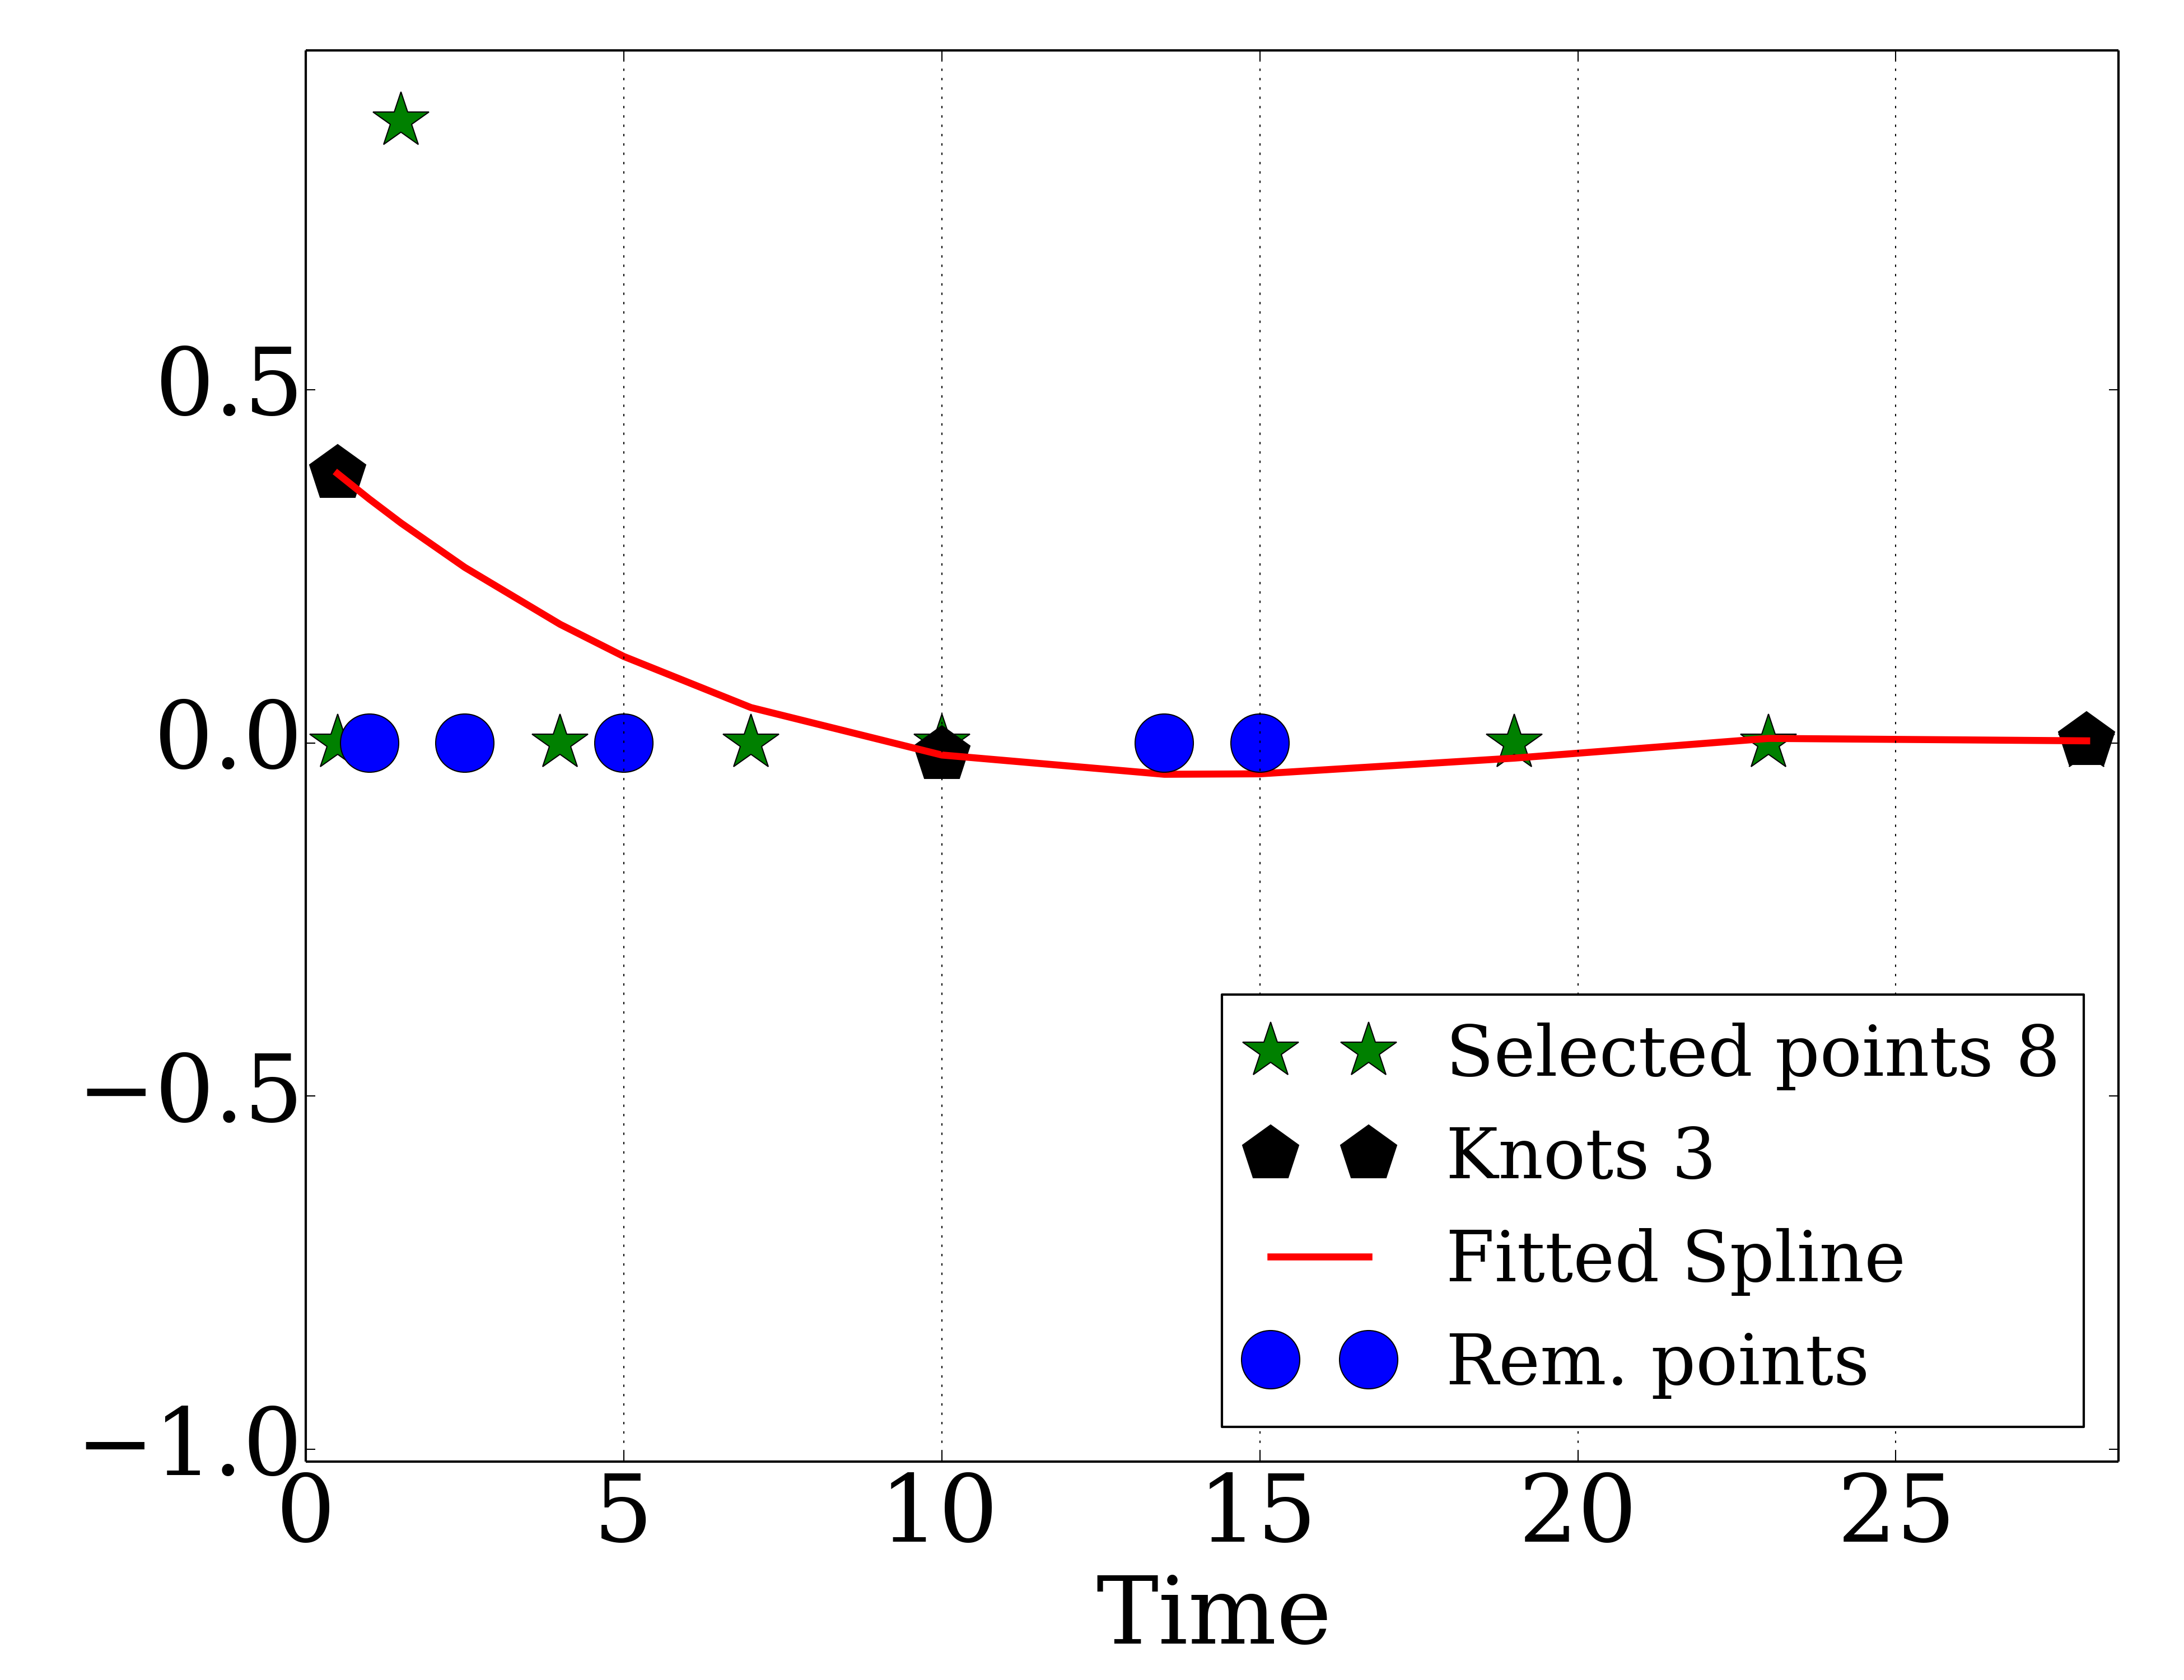 0.5
0.0
−0.5
−1.0
0 5 10 15 20 25
Time
Selected points 8
Knots 3
Fitted Spline
Rem. points